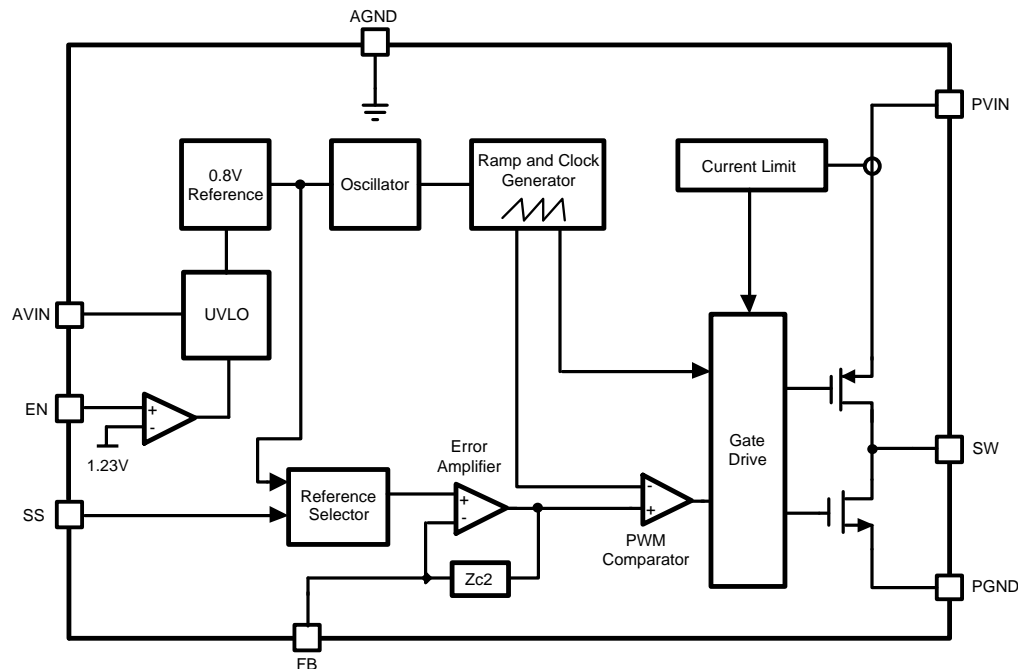 AGND
PVIN
0.8V
Reference
Oscillator
Ramp and Clock
Generator
Current Limit
AVIN
UVLO
EN
+
-
1.23V
Error
Amplifier
Gate
Drive
SW
SS
Reference
Selector
+
-
-
+
PWM
Comparator
Zc2
PGND
FB